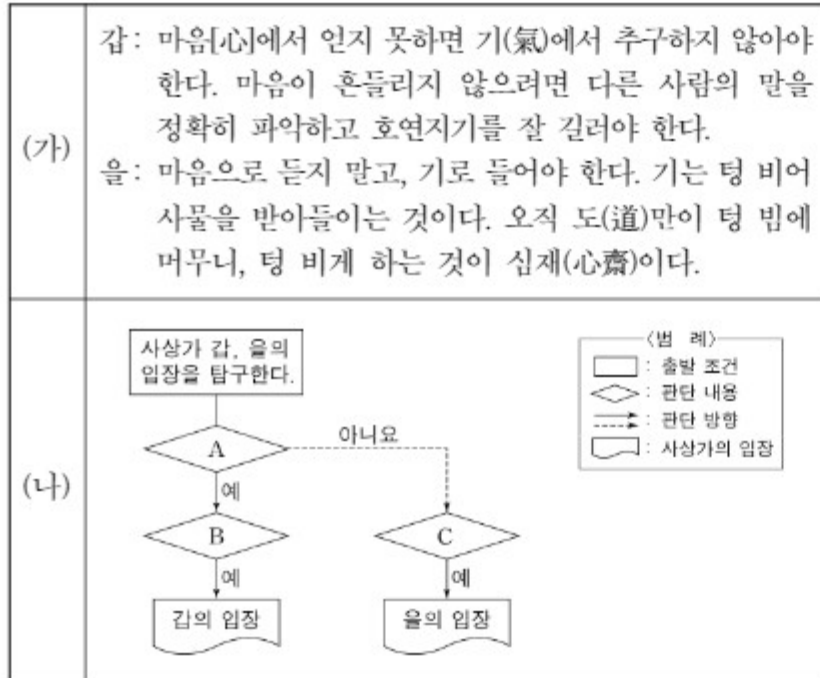 (가)
갑: 마음[心]에서 얻지 못하면 기(氣)에서 추구하지 않아야
한다. 마음이 흔들리지 않으려면 다른 사람의 말을
정확히 파악하고 호연지기를 잘 길러야 한다.
을: 마음으로 듣지 말고, 기로 들어야 한다. 기는 텅 비어
사물을 받아들이는 것이다. 오직 도(道)만이 텅 빔에
머무니, 텅 비게 하는 것이 심재(心齋)이다.
(나)
사상가 갑, 을의
입장을 탐구한다.
A
아니요
예
B
C
예
예
갑의 입장
을의 입장
〈범 례〉
: 출발 조건
: 판단 내용
: 판단 방향
: 사상가의 입장